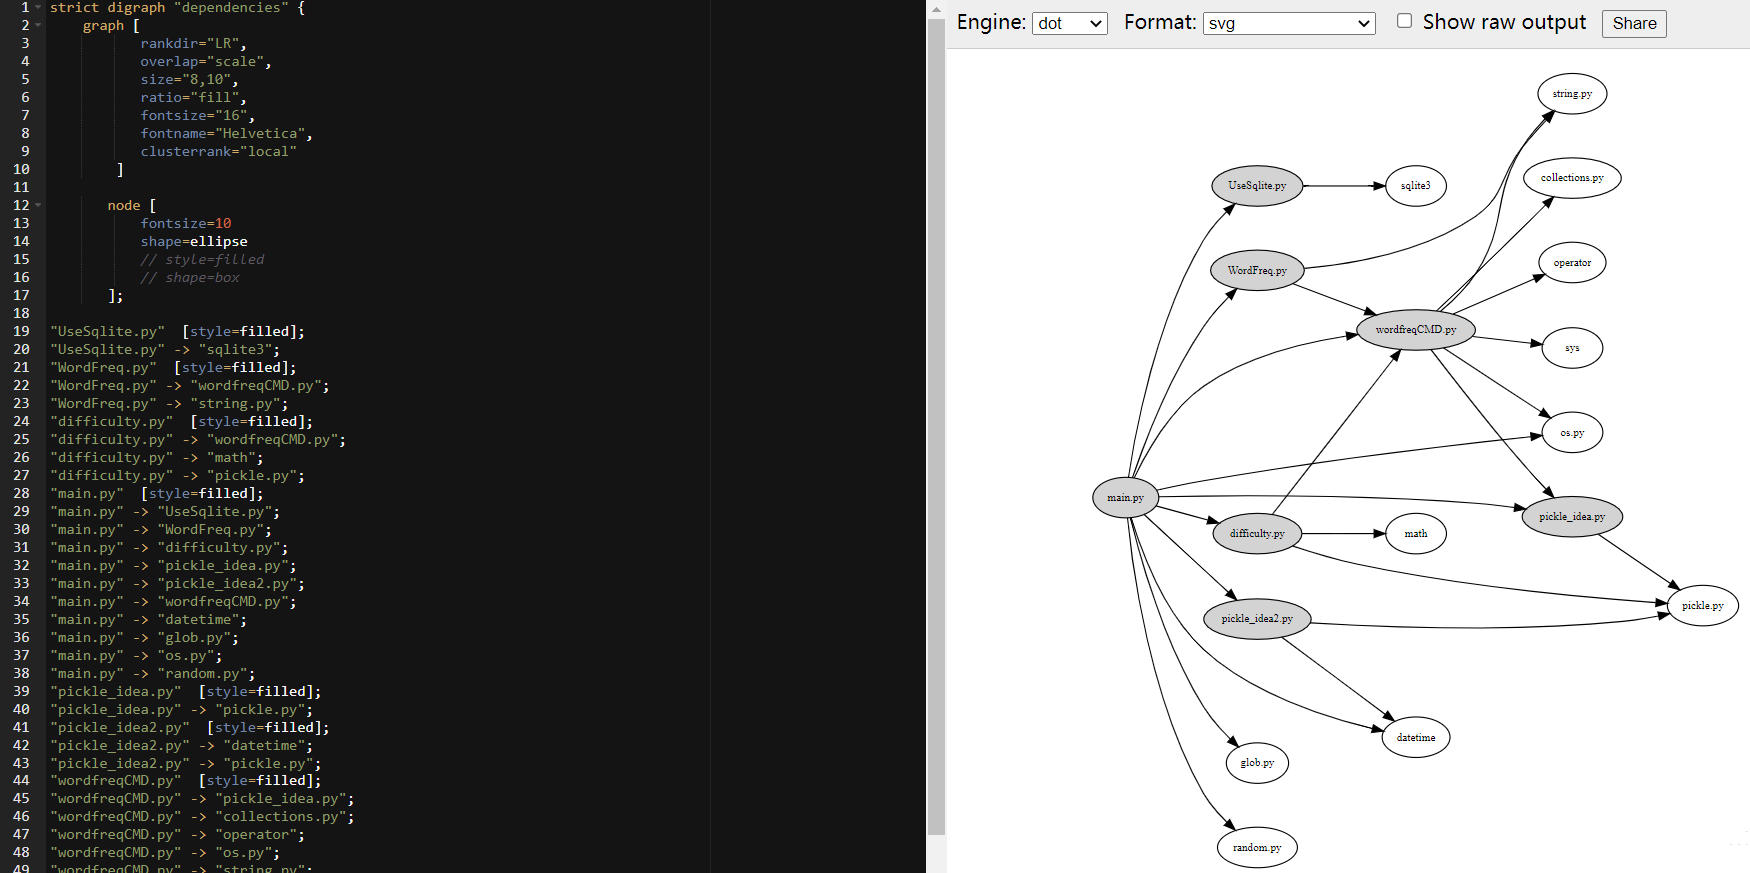 1 strict digraph "dependencies" {
2 graph [
3 rankdir="LR",
4 overlap="scale",
5 size="8,10",
6 ratio="fill",
7 fontsize="16",
8 fontname="Helvetica",
9 clusterrank="local"
10 ]
11
12 node [
13 fontsize=10
14 shape=ellipse
15 // style=filled
16 // shape=box
17 ];
18
19 "UseSqlite.py"  [style=filled];
20 "UseSqlite.py" -> "sqlite3";
21 "WordFreq.py"  [style=filled];
22 "WordFreq.py" -> "wordfreqCMD.py";
23 "WordFreq.py" -> "string.py";
24 "difficulty.py"  [style=filled];
25 "difficulty.py" -> "wordfreqCMD.py";
26 "difficulty.py" -> "math";
27 "difficulty.py" -> "pickle.py";
28 "main.py"  [style=filled];
29 "main.py" -> "UseSqlite.py";
30 "main.py" -> "WordFreq.py";
31 "main.py" -> "difficulty.py";
32 "main.py" -> "pickle_idea.py";
33 "main.py" -> "pickle_idea2.py";
34 "main.py" -> "wordfreqCMD.py";
35 "main.py" -> "datetime";
36 "main.py" -> "glob.py";
37 "main.py" -> "os.py";
38 "main.py" -> "random.py";
39 "pickle_idea.py"  [style=filled];
40 "pickle_idea.py" -> "pickle.py";
41 "pickle_idea2.py"  [style=filled];
42 "pickle_idea2.py" -> "datetime";
43 "pickle_idea2.py" -> "pickle.py";
44 "wordfreqCMD.py"  [style=filled];
45 "wordfreqCMD.py" -> "pickle_idea.py";
46 "wordfreqCMD.py" -> "collections.py";
47 "wordfreqCMD.py" -> "operator";
48 "wordfreqCMD.py" -> "os.py";
49 "wordfreqCMD.py" -> "string.py";
Engine: dot Format: svg Show raw output Share
string.py
collections.py
UseSqlite.py
sqlite3
operator
WordFreq.py
wordfreqCMD.py
sys
os.py
main.py
pickle_idea.py
difficulty.py
math
pickle.py
pickle_idea2.py
datetime
glob.py
random.py